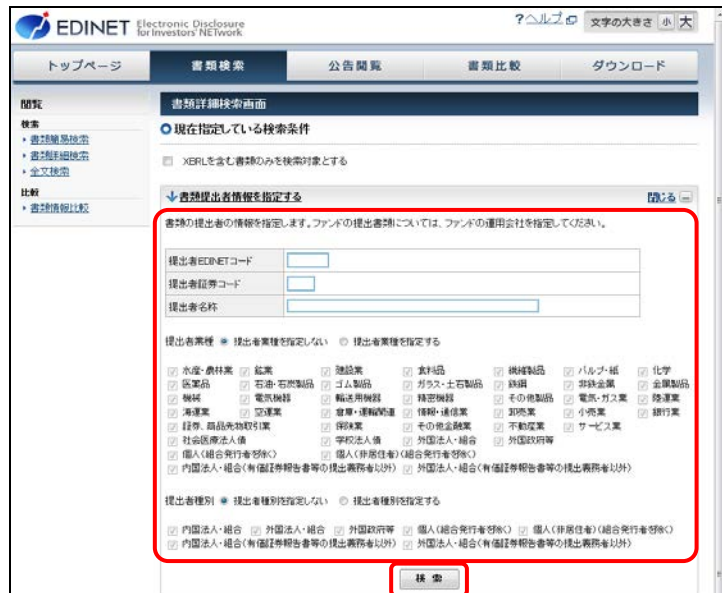 EDINET Electronic Disclosure
for Investors' NETwork
?ヘルプ 文字の大きさ 小 大
トップページ 書類検索 公告閲覧 書類比較 ダウンロード
閲覧
検索
書類簡易検索
書類詳細検索
全文検索
比較
書類情報比較
書類詳細検索画面
現在指定している検索条件
XBRLを含む書類のみを検索対象とする
書類提出者情報を指定する 閉じる
書類の提出者の情報を指定します。ファンドの提出書類については、ファンドの運用会社を指定してください。
提出者EDINETコード
提出者証券コード
提出者名称
提出者業種 提出者業種を指定しない 提出者業種を指定する
水産・農林業 鉱業 建設業 食料品 繊維製品 パルプ・紙 化学
医薬品 石油・石炭製品 ゴム製品 ガラス・土石製品 鉄鋼 非鉄金属 金属製品
機械 電気機器 輸送用機器 精密機器 その他製品 電気・ガス業 陸運業
海運業 空運業 倉庫・運輸関連 情報・通信業 卸売業 小売業 銀行業
証券、商品先物取引業 保険業 その他金融業 不動産業 サービス業
社会医療法人債 学校法人債 外国法人・組合 外国政府等
個人(組合発行者を除く) 個人(非居住者)(組合発行者を除く)
内国法人・組合(有価証券報告書等の提出義務者以外) 外国法人・組合(有価証券報告書等の提出義務者以外)
提出者種別 提出者種別を指定しない 提出者種別を指定する
内国法人・組合 外国法人・組合 外国政府等 個人(組合発行者を除く) 個人(非居住者)(組合発行者を除く)
内国法人・組合(有価証券報告書等の提出義務者以外) 外国法人・組合(有価証券報告書等の提出義務者以外)
検 索